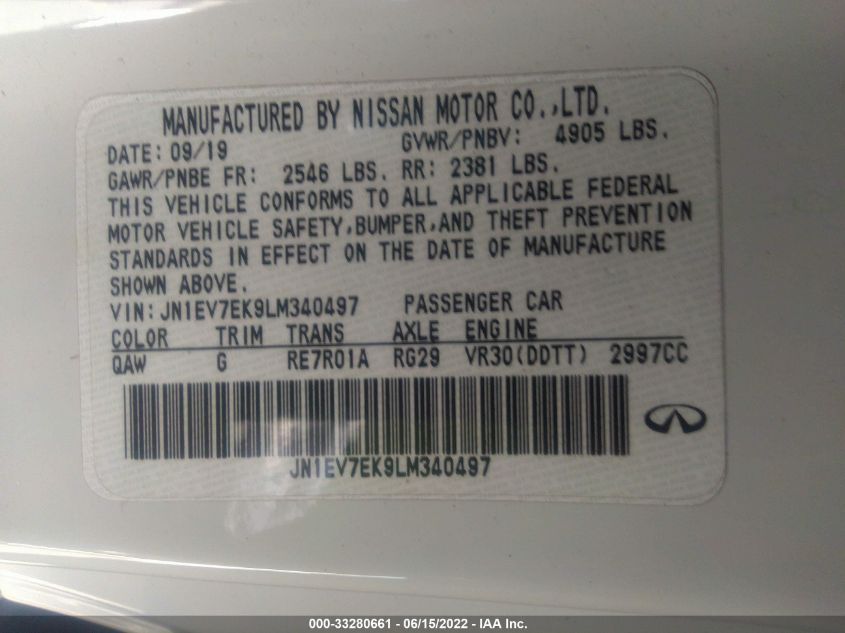 MANUFACTURED BY NISSAN MOTOR CO.,LTD.
DATE: 09/19 GVWR/PNBV: 4905 LBS.
GAWR/PNBE FR: 2546 LBS. RR: 2381 LBS.
THIS VEHICLE CONFORMS TO ALL APPLICABLE FEDERAL
MOTOR VEHICLE SAFETY,BUMPER,AND THEFT PREVENTION
STANDARDS IN EFFECT ON THE DATE OF MANUFACTURE
SHOWN ABOVE.
VIN: JN1EV7EK9LM340497 PASSENGER CAR
COLOR TRIM TRANS AXLE ENGINE
QAW G RE7R01A RG29 VR30(DDTT) 2997CC
JN1EV7EK9LM340497
000-33280661 - 06/15/2022 - IAA Inc.